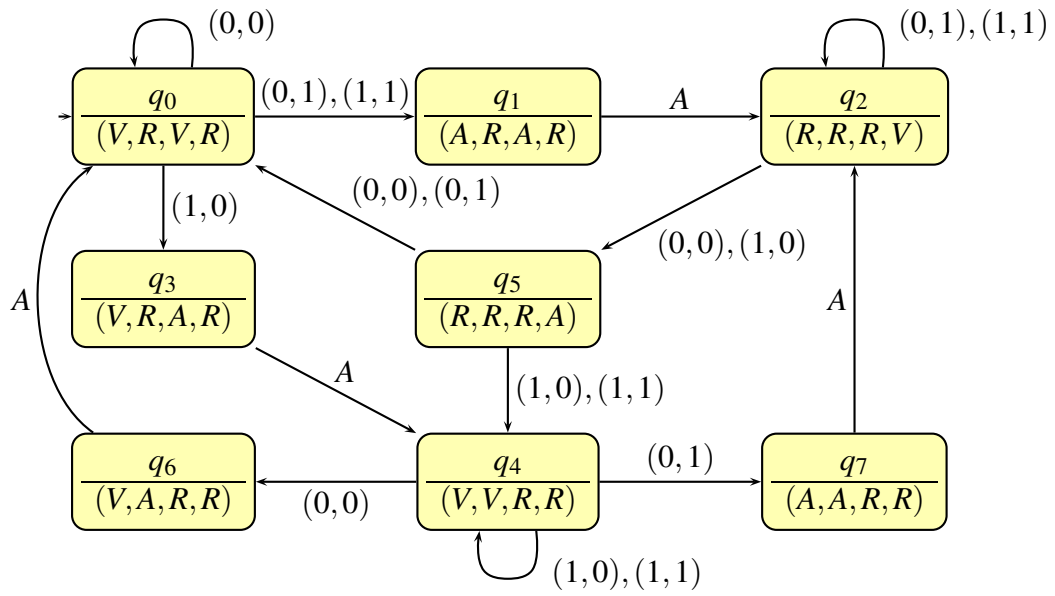 (0, 0)
(0, 1), (1, 1)
q0
(V, R, V, R)
(0, 1), (1, 1)
q1
(A, R, A, R)
A
q2
(R, R, R, V)
(1, 0)
(0, 0), (0, 1)
(0, 0), (1, 0)
A
q3
(V, R, A, R)
q5
(R, R, R, A)
A
A
(1, 0), (1, 1)
q6
(V, A, R, R)
(0, 0)
q4
(V, V, R, R)
(0, 1)
q7
(A, A, R, R)
(1, 0), (1, 1)